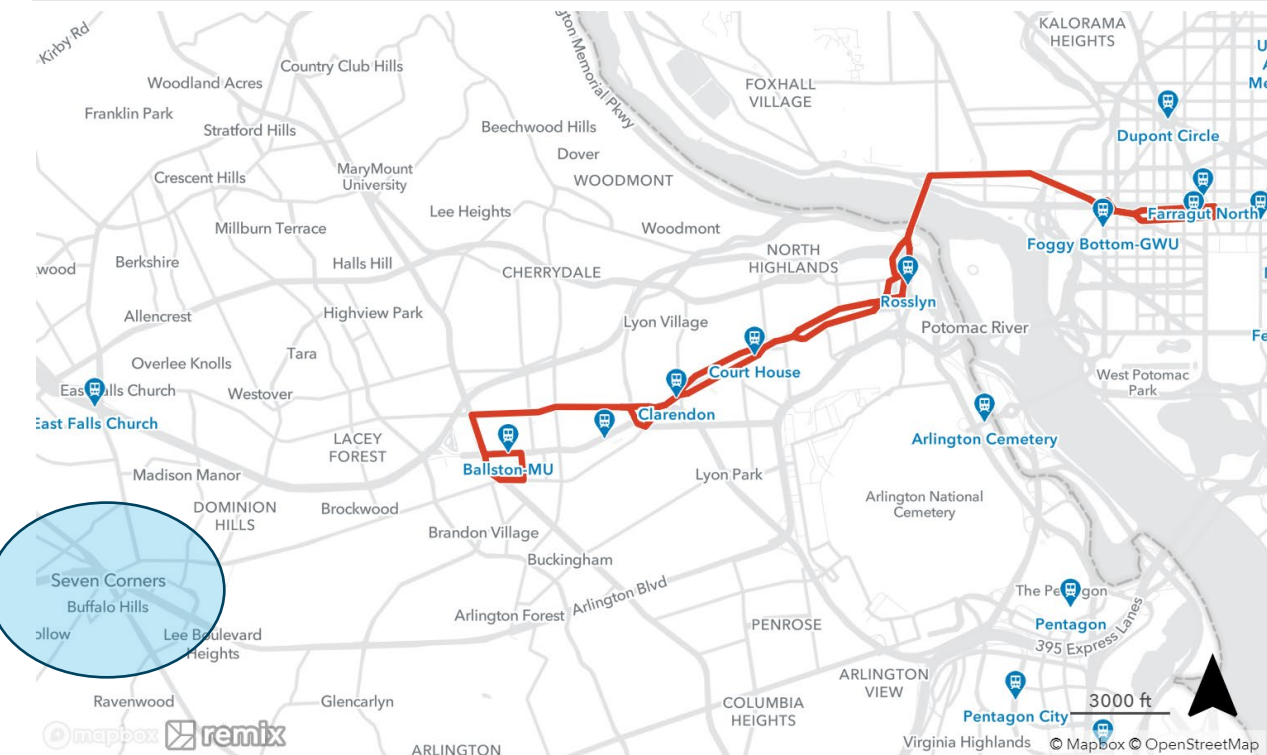 Kirby Rd
gton Memorial Pkwy
KALORAMA
HEIGHTS
Country Club Hills
Woodland Acres
FOXHALL
VILLAGE
U
A
Me
Franklin Park
Stratford Hills
Beechwood Hills
Dupont Circle
Dover
WOODMONT
MaryMount
University
Crescent Hills
Lee Heights
Farragut North
Millburn Terrace
Woodmont
Foggy Bottom-GWU
NORTH
HIGHLANDS
wood
Berkshire
Halls Hill
CHERRYDALE
Rosslyn
Allencrest
Highview Park
Lyon Village
Potomac River
Fe
Tara
Overlee Knolls
Court House
West Potomac
Park
East Falls Church
Westover
East Falls Church
Clarendon
Arlington Cemetery
LACEY
FOREST
Ballston-MU
Madison Manor
Lyon Park
Arlington National
Cemetery
DOMINION
HILLS
Brockwood
Brandon Village
Buckingham
Seven Corners
Buffalo Hills
Arlington Blvd
The Pentagon
Arlington Forest
Pentagon
ollow
Lee Boulevard
Heights
PENROSE
395 Express Lanes
ARLINGTON
VIEW
Ravenwood
Glencarlyn
COLUMBIA
HEIGHTS
3000 ft
Pentagon City
mapbox remix
Virginia Highlands
© Mapbox © OpenStreetMap
ARLINGTON